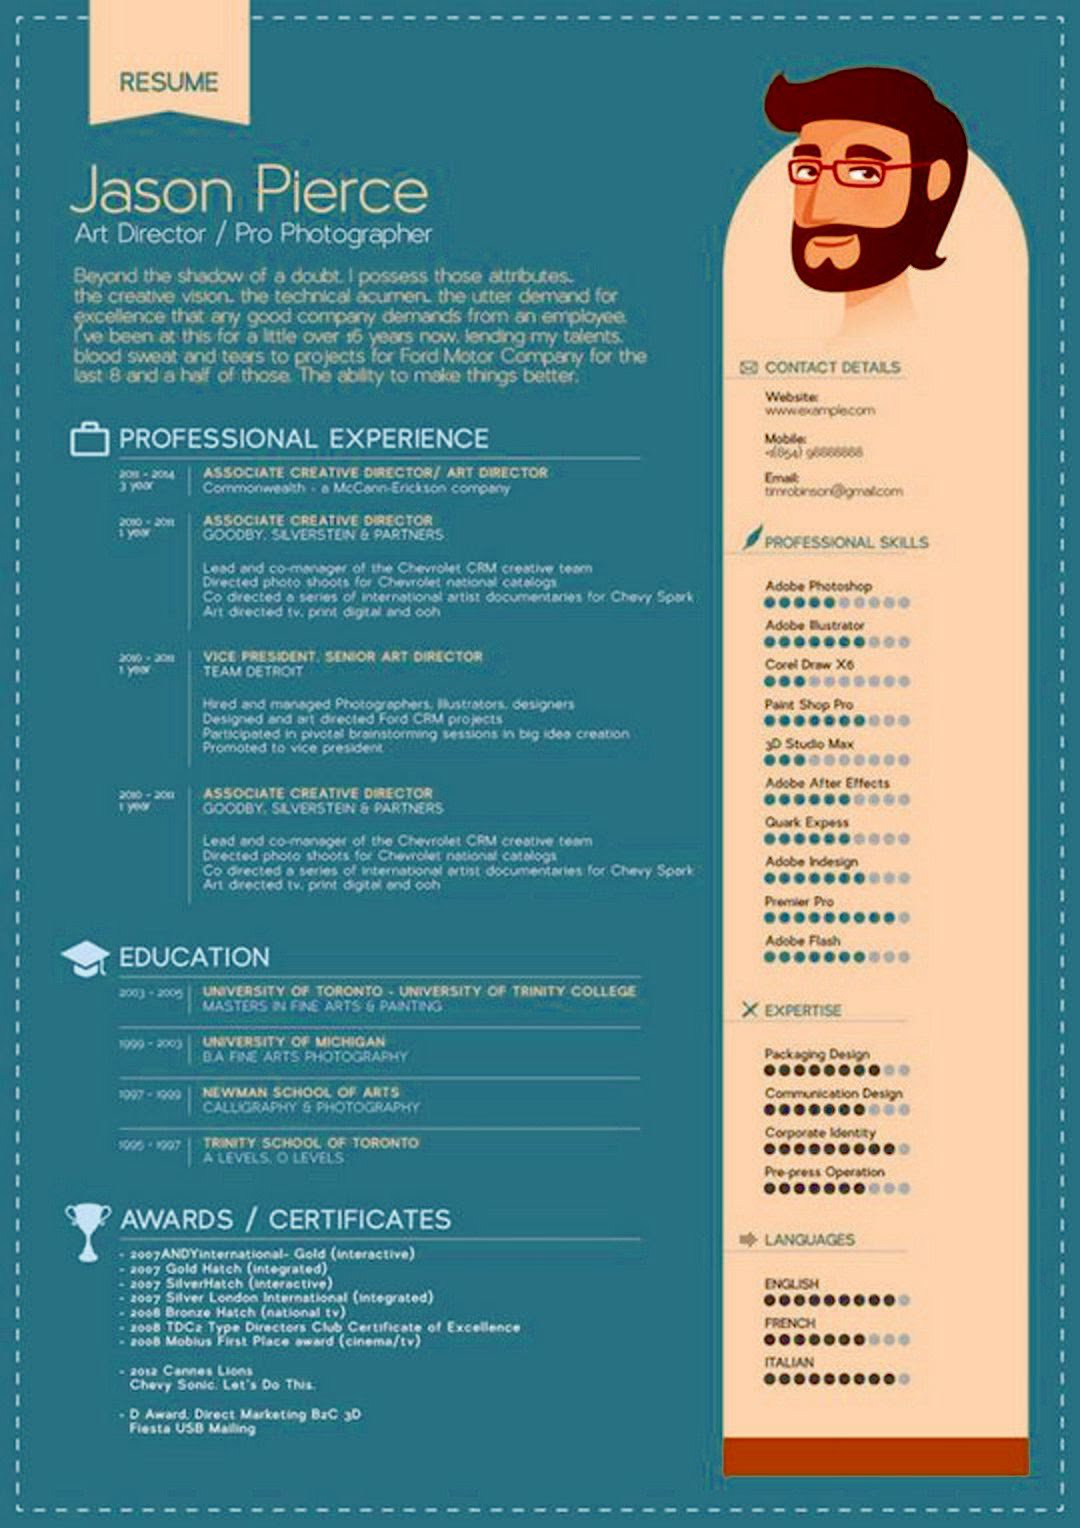 RESUME
Jason Pierce
Art Director / Pro Photographer
Beyond the shadow of a doubt, I possess those attributes..
the creative vision.. the technical acumen.. the utter demand for
excellence that any good company demands from an employee.
I've been at this for a little over 16 years now, lending my talents,
blood sweat and tears to projects for Ford Motor Company for the
last 8 and a half of those. The ability to make things better.
PROFESSIONAL EXPERIENCE
2011 - 2014
3 year
ASSOCIATE CREATIVE DIRECTOR/ ART DIRECTOR
Commonwealth - a McCann-Erickson company
2010 - 2011
1 year
ASSOCIATE CREATIVE DIRECTOR
GOODBY, SILVERSTEIN & PARTNERS
Lead and co-manager of the Chevrolet CRM creative team
Directed photo shoots for Chevrolet national catalogs
Co directed a series of international artist documentaries for Chevy Spark
Art directed tv, print digital and ooh
2010 - 2011
1 year
VICE PRESIDENT, SENIOR ART DIRECTOR
TEAM DETROIT
Hired and managed Photographers, Illustrators, designers
Designed and art directed Ford CRM projects
Participated in pivotal brainstorming sessions in big idea creation
Promoted to vice president
2010 - 2011
1 year
ASSOCIATE CREATIVE DIRECTOR
GOODBY, SILVERSTEIN & PARTNERS
Lead and co-manager of the Chevrolet CRM creative team
Directed photo shoots for Chevrolet national catalogs
Co directed a series of international artist documentaries for Chevy Spark
Art directed tv, print digital and ooh
EDUCATION
2003 - 2005
UNIVERSITY OF TORONTO - UNIVERSITY OF TRINITY COLLEGE
MASTERS IN FINE ARTS & PAINTING
1999 - 2003
UNIVERSITY OF MICHIGAN
B.A FINE ARTS PHOTOGRAPHY
1997 - 1999
NEWMAN SCHOOL OF ARTS
CALLIGRAPHY & PHOTOGRAPHY
1995 - 1997
TRINITY SCHOOL OF TORONTO
A LEVELS, O LEVELS
AWARDS / CERTIFICATES
- 2007ANDYinternational- Gold (interactive)
- 2007 Gold Hatch (integrated)
- 2007 SilverHatch (interactive)
- 2007 Silver London International (integrated)
- 2008 Bronze Hatch (national tv)
- 2008 TDC2 Type Directors Club Certificate of Excellence
- 2008 Mobius First Place award (cinema/tv)
- 2012 Cannes Lions
Chevy Sonic, Let's Do This.
- D Award, Direct Marketing B2C 3D
Fiesta USB Mailing
CONTACT DETAILS
Website:
www.example.com
Mobile:
+1(854) 98888888
Email:
timrobinson@gmail.com
PROFESSIONAL SKILLS
Adobe Photoshop
Adobe Illustrator
Corel Draw X6
Paint Shop Pro
3D Studio Max
Adobe After Effects
Quark Expess
Adobe Indesign
Premier Pro
Adobe Flash
EXPERTISE
Packaging Design
Communication Design
Corporate Identity
Pre-press Operation
LANGUAGES
ENGLISH
FRENCH
ITALIAN